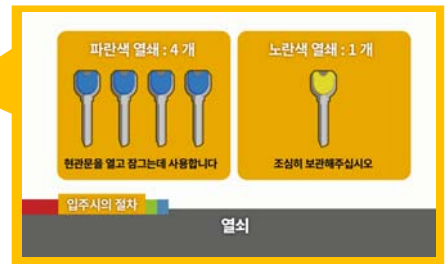 파란색 열쇄 : 4 개
노란색 열쇄 : 1 개
현관문을 열고 잠그는데 사용합니다
조심히 보관해주십시오
입주시의 절차
열쇠